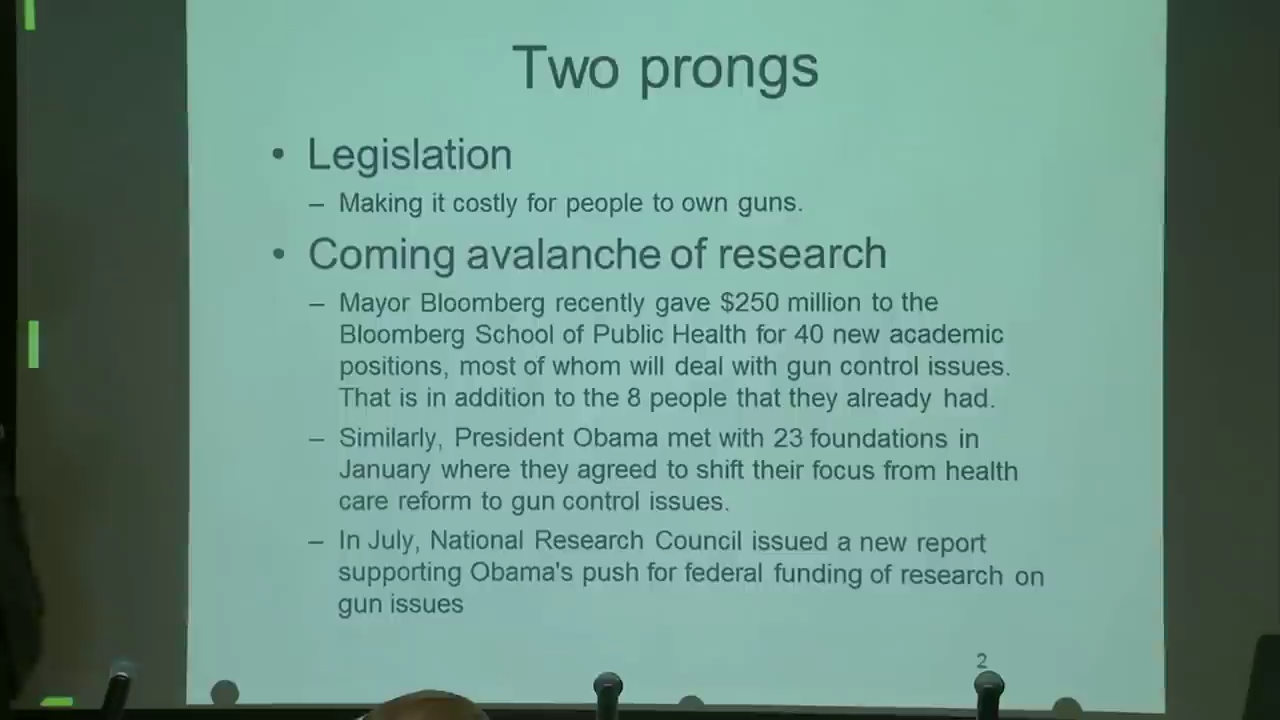 Two prongs
• Legislation
– Making it costly for people to own guns.
• Coming avalanche of research
– Mayor Bloomberg recently gave $250 million to the
Bloomberg School of Public Health for 40 new academic
positions, most of whom will deal with gun control issues.
That is in addition to the 8 people that they already had.
– Similarly, President Obama met with 23 foundations in
January where they agreed to shift their focus from health
care reform to gun control issues.
– In July, National Research Council issued a new report
supporting Obama's push for federal funding of research on
gun issues
2